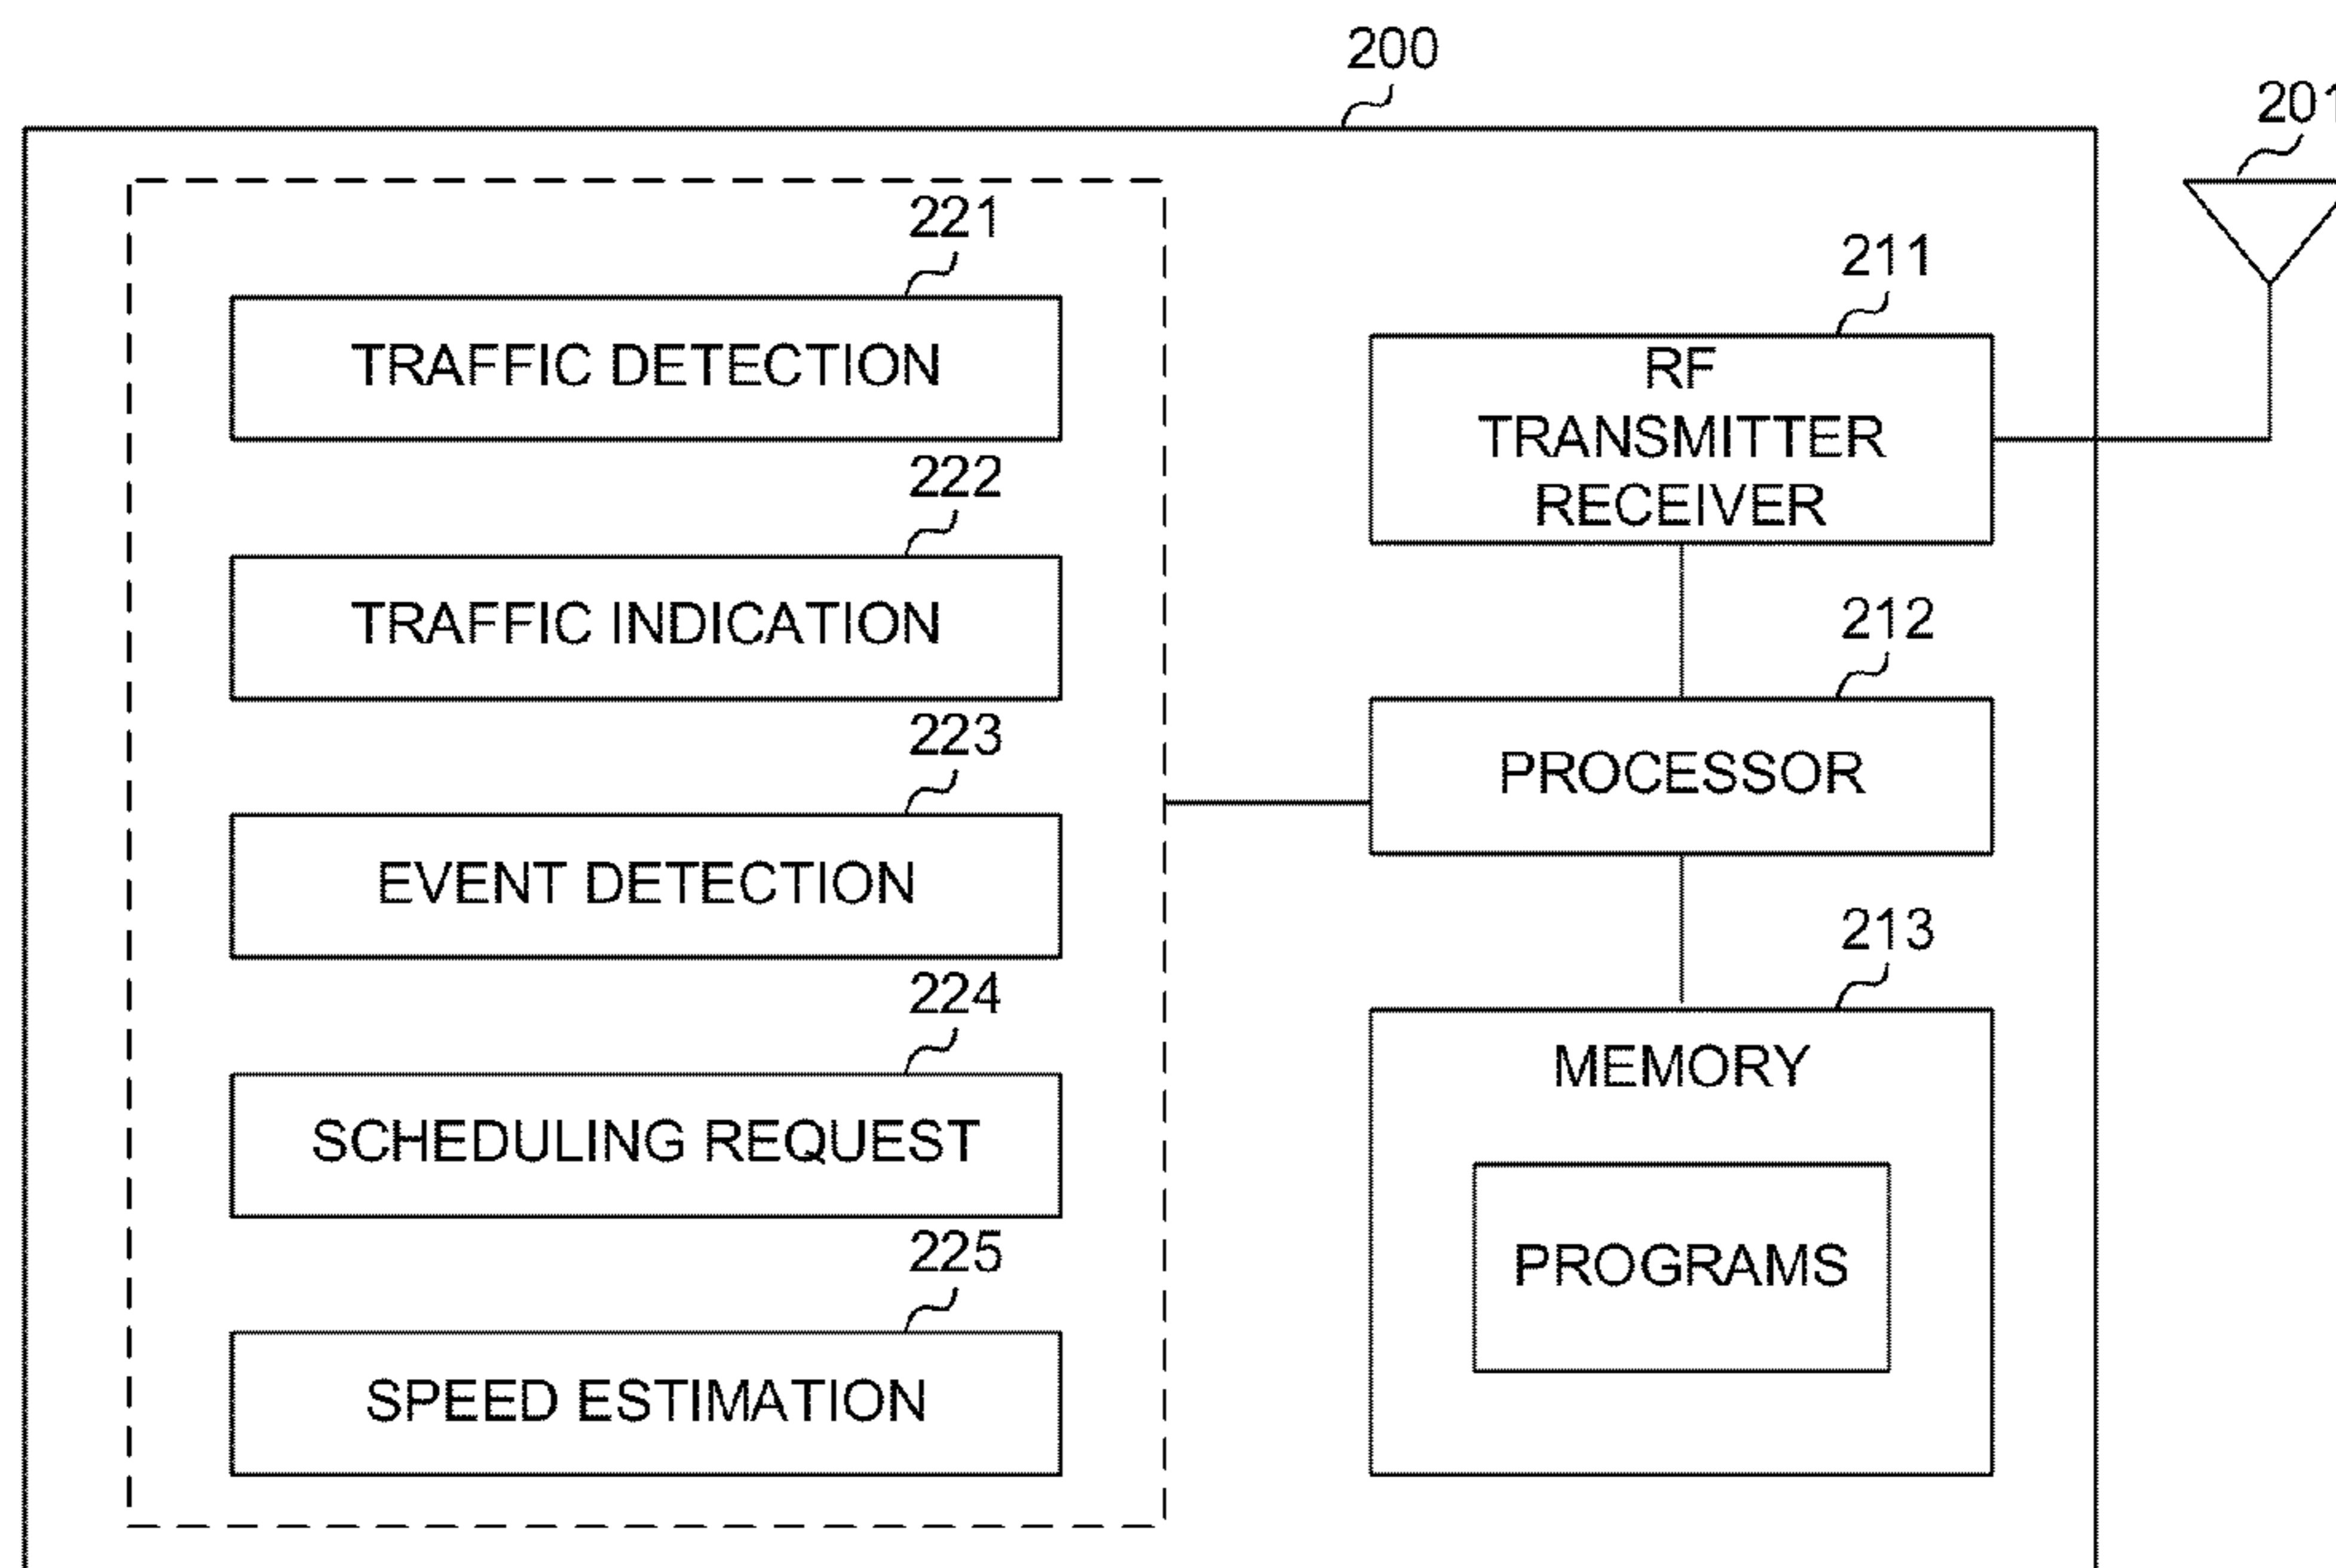 200
201
221
TRAFFIC DETECTION
222
TRAFFIC INDICATION
223
EVENT DETECTION
224
SCHEDULING REQUEST
225
SPEED ESTIMATION
211
RF
TRANSMITTER
RECEIVER
212
PROCESSOR
213
MEMORY
PROGRAMS